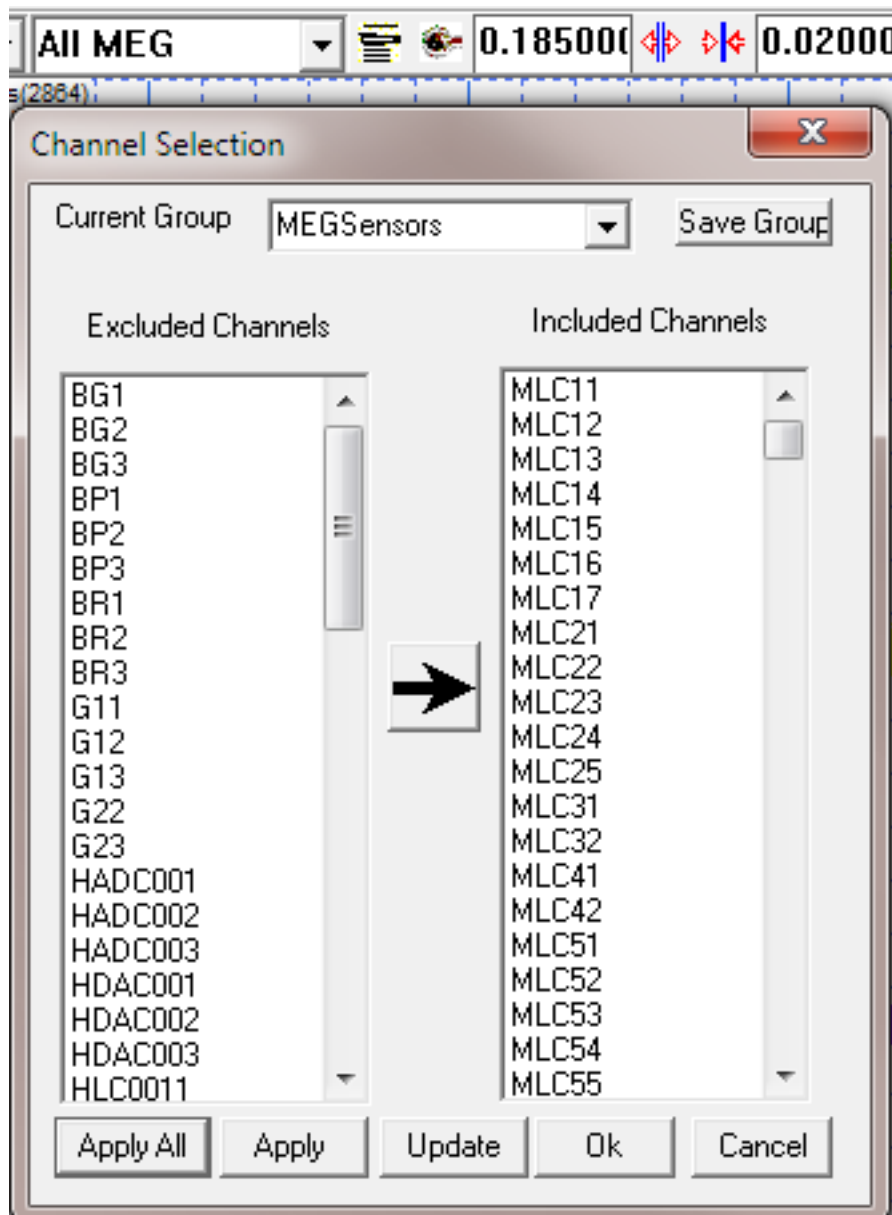 All MEG 0.185000 0.02000
s(2864)
Channel Selection
Current Group MEGSensors Save Group
Excluded Channels
Included Channels
BG1
BG2
BG3
BP1
BP2
BP3
BR1
BR2
BR3
G11
G12
G13
G22
G23
HADC001
HADC002
HADC003
HDAC001
HDAC002
HDAC003
HLC0011
MLC11
MLC12
MLC13
MLC14
MLC15
MLC16
MLC17
MLC21
MLC22
MLC23
MLC24
MLC25
MLC31
MLC32
MLC41
MLC42
MLC51
MLC52
MLC53
MLC54
MLC55
Apply All Apply Update Ok Cancel